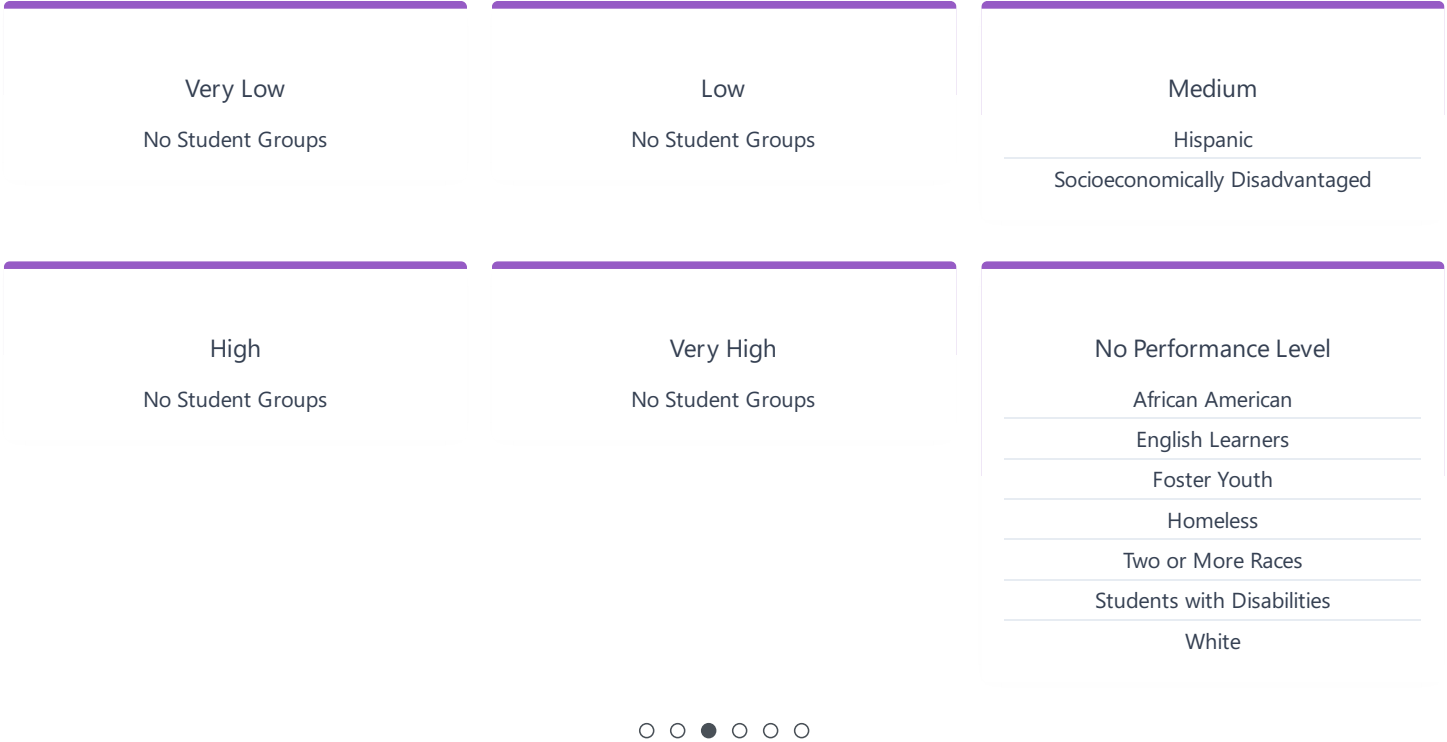 Very Low
No Student Groups
Low
No Student Groups
Medium
Hispanic
Socioeconomically Disadvantaged
High
No Student Groups
Very High
No Student Groups
No Performance Level
African American
English Learners
Foster Youth
Homeless
Two or More Races
Students with Disabilities
White